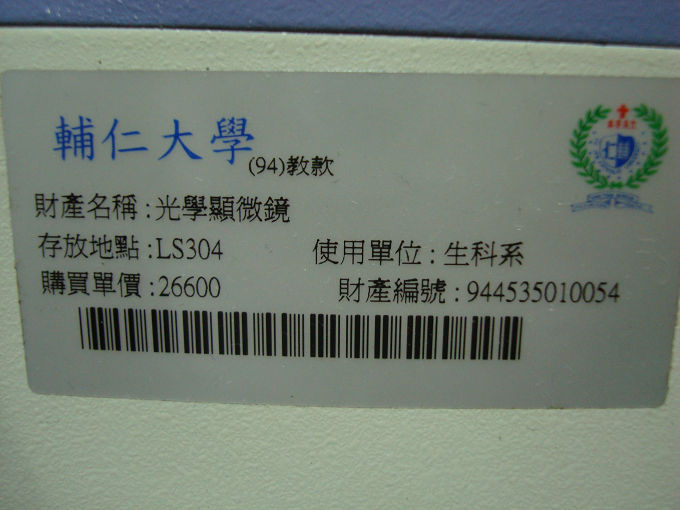 輔仁大學 (94)教款
財產名稱:光學顯微鏡
存放地點:LS304 使用單位:生科系
購買單價:26600 財產編號:944535010054